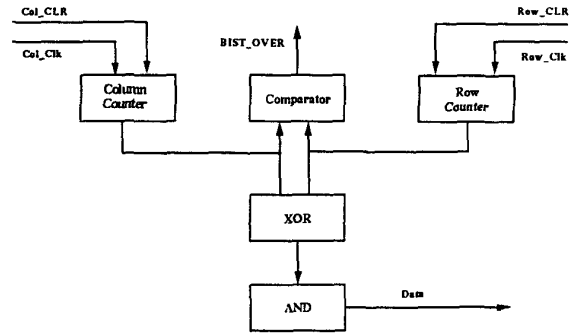 Col_CLR
Row_CLR
BIST_OVER
Col_Clk
Row_Clk
Column
Counter
Comparator
Row
Counter
XOR
AND
Data